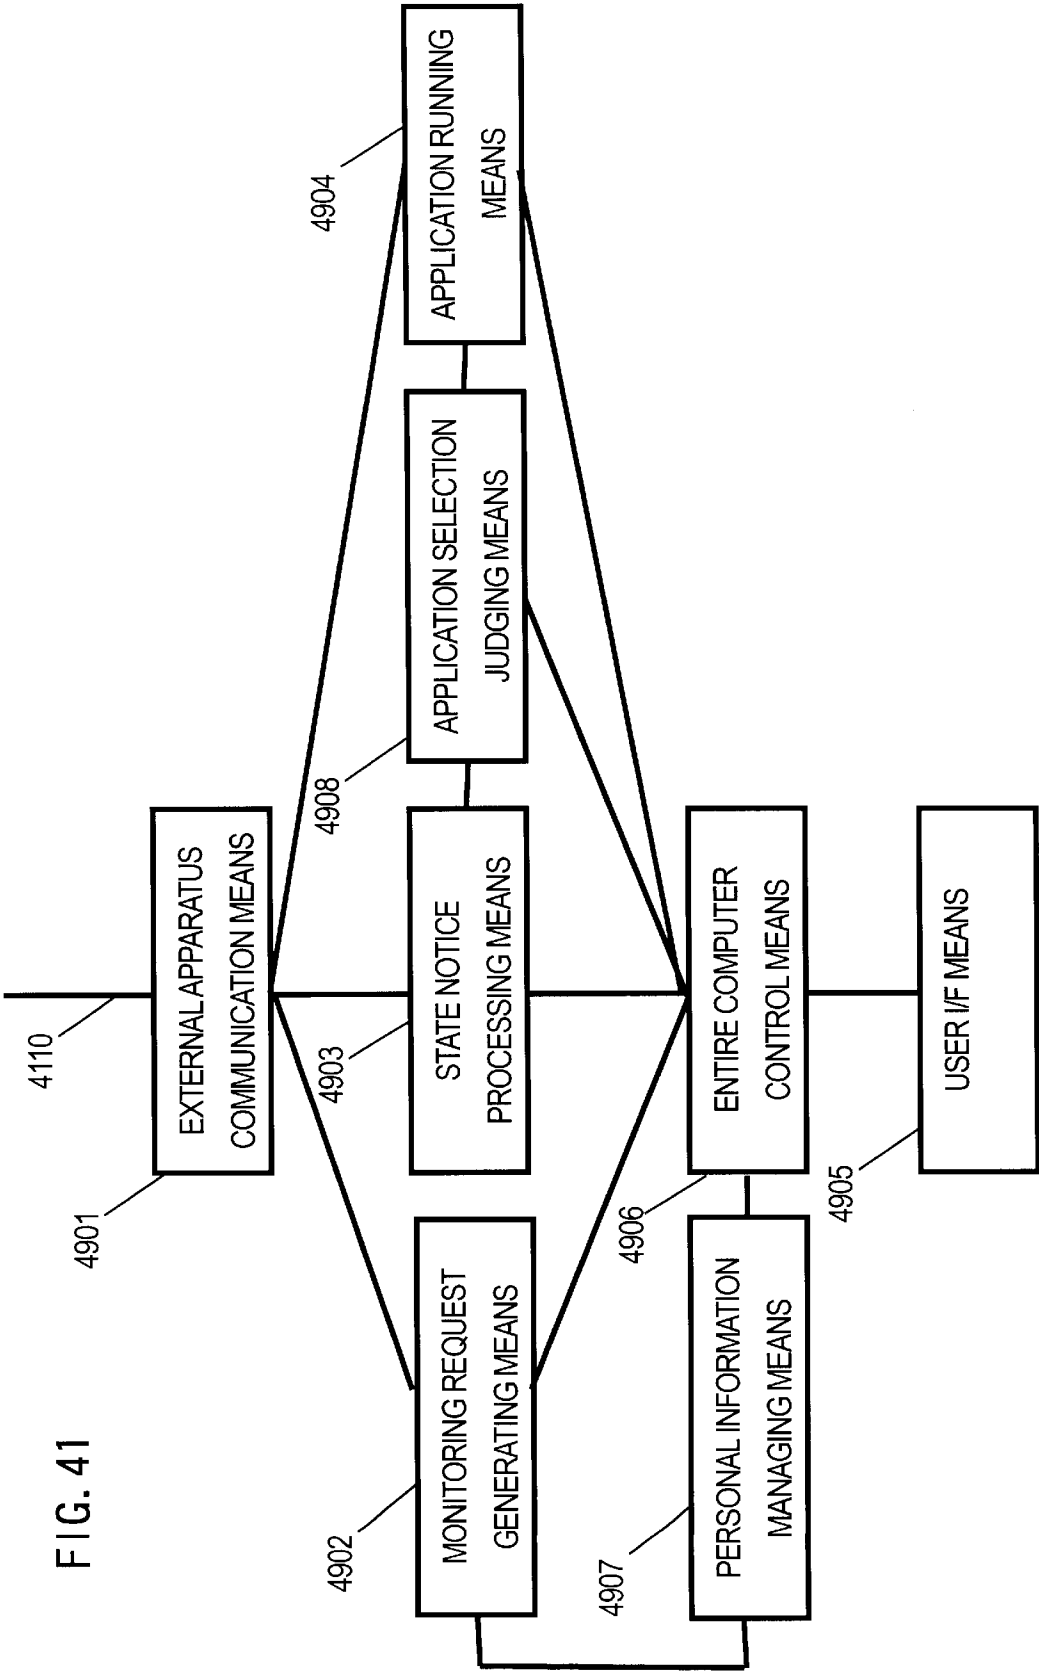 FIG. 41
4110
4901
EXTERNAL APPARATUS
COMMUNICATION MEANS
4902
MONITORING REQUEST
GENERATING MEANS
4903
STATE NOTICE
PROCESSING MEANS
4908
APPLICATION SELECTION
JUDGING MEANS
4904
APPLICATION RUNNING
MEANS
4907
PERSONAL INFORMATION
MANAGING MEANS
4906
ENTIRE COMPUTER
CONTROL MEANS
4905
USER I/F MEANS